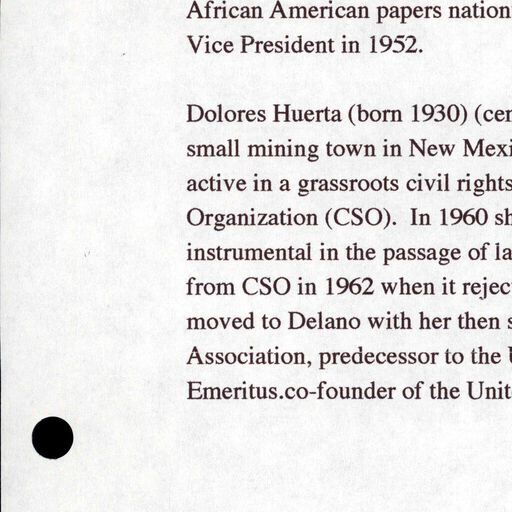 African American papers nation
Vice President in 1952.
Dolores Huerta (born 1930) (cen
small mining town in New Mexi
active in a grassroots civil rights
Organization (CSO).  In 1960 sh
instrumental in the passage of la
from CSO in 1962 when it rejec
moved to Delano with her then s
Association, predecessor to the U
Emeritus.co-founder of the Unit